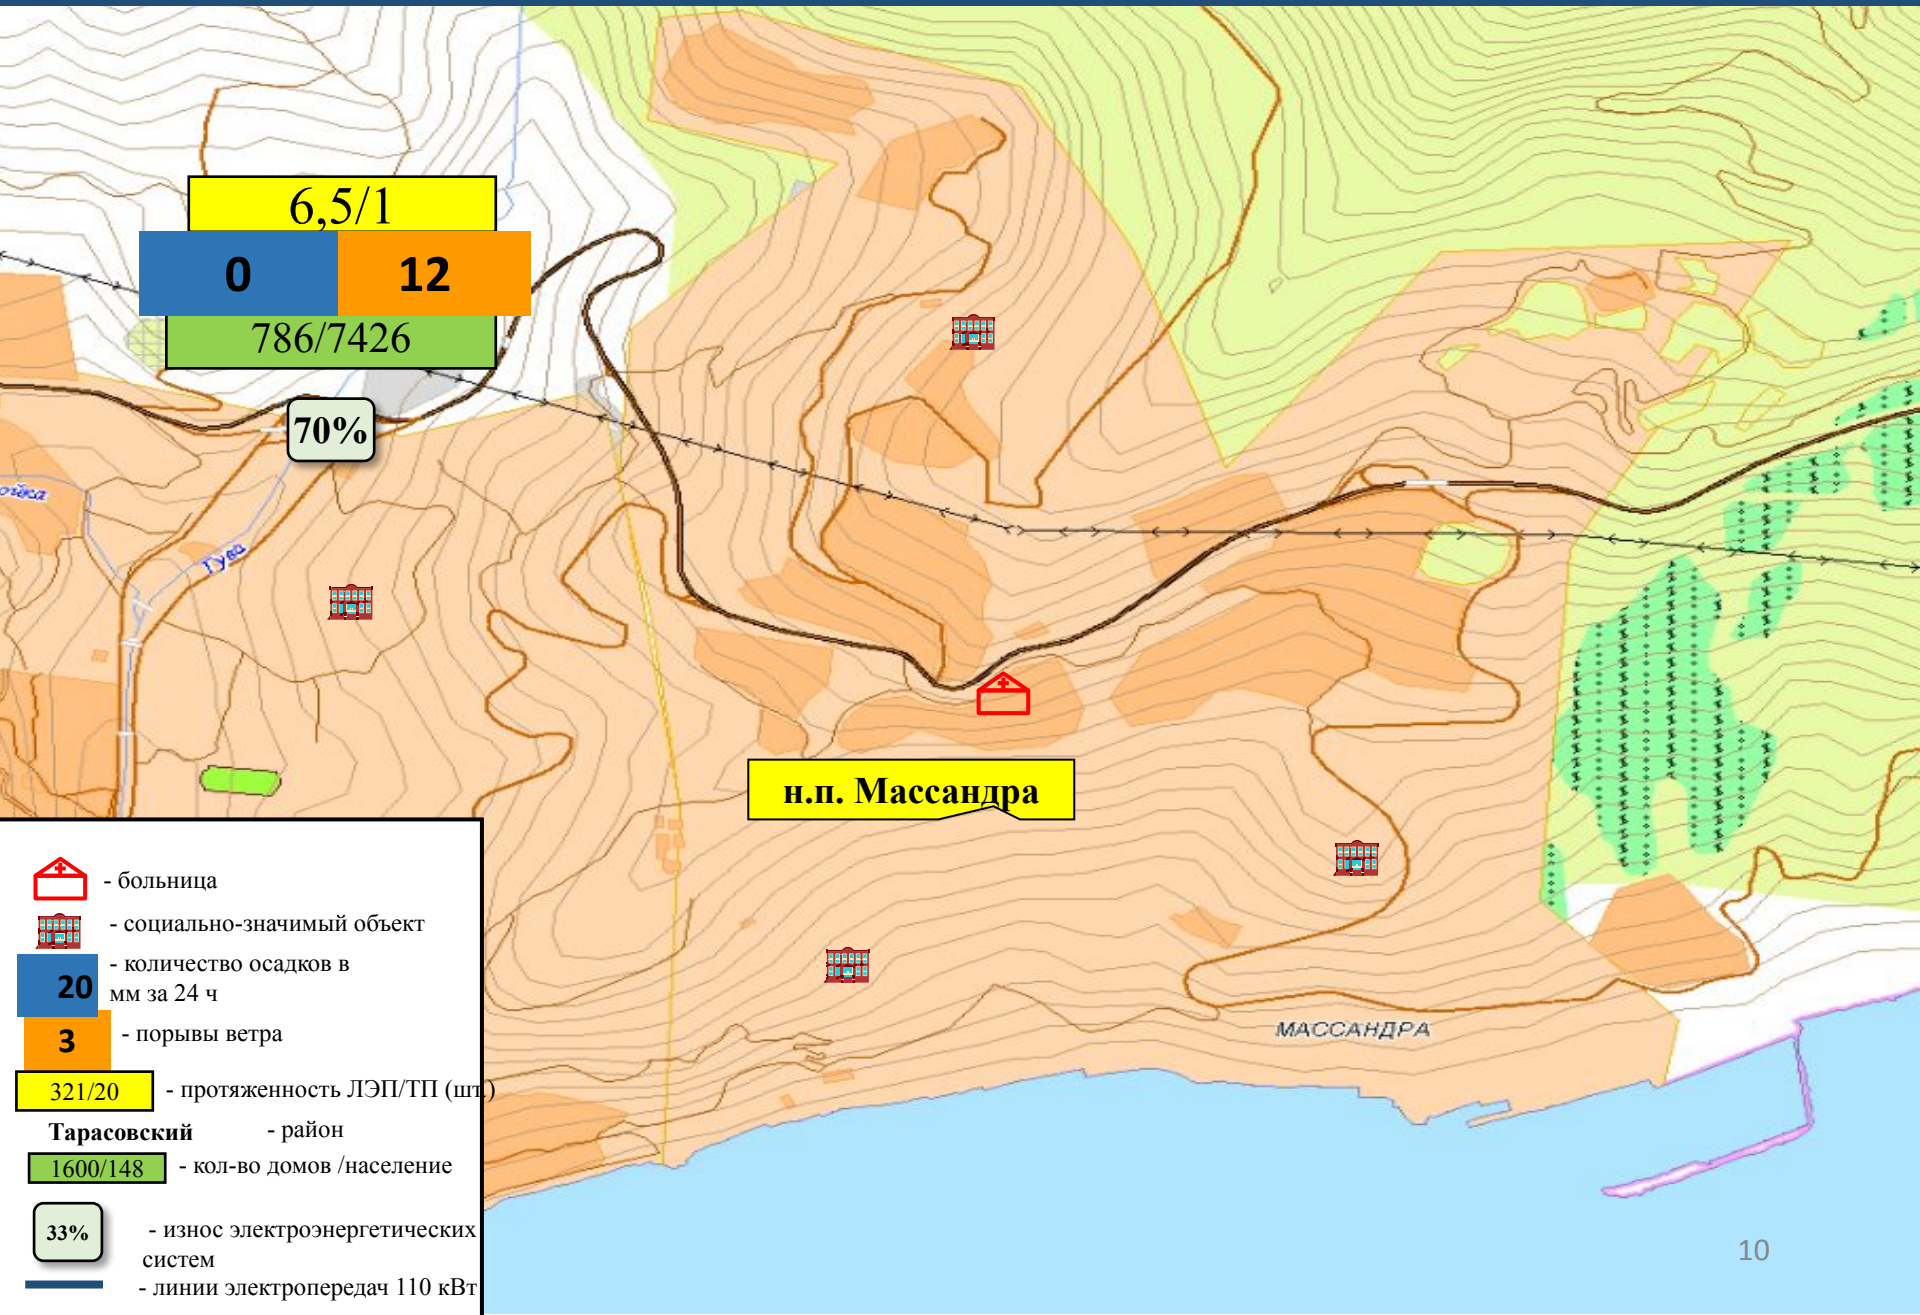 6,5/1
0 12
786/7426
70%
Гува
н.п. Массандра
МАССАНДРА
- больница
- социально-значимый объект
- количество осадков в
20 мм за 24 ч
3 - порывы ветра
321/20 - протяженность ЛЭП/ТП (шт.)
Тарасовский - район
1600/148 - кол-во домов /население
33% - износ электроэнергетических
систем
- линии электропередач 110 кВт
10